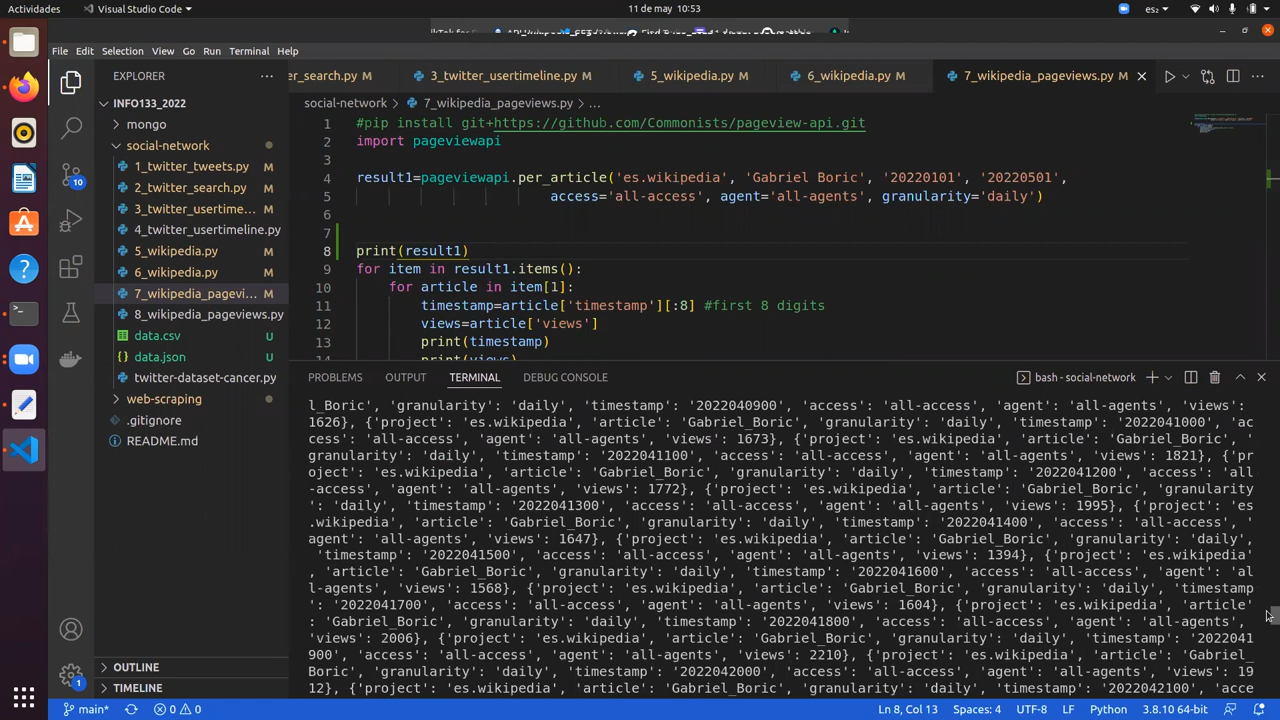 Actividades Visual Studio Code 11 de may 10:53 es₂
File Edit Selection View Go Run Terminal Help
EXPLORER
er_search.py M 3_twitter_usertimeline.py M 5_wikipedia.py M 6_wikipedia.py M 7_wikipedia_pageviews.py M
INFO133_2022
mongo
social-network
1_twitter_tweets.py M
2_twitter_search.py M
3_twitter_usertime... M
4_twitter_usertimeline.py
5_wikipedia.py M
6_wikipedia.py M
7_wikipedia_pagevi... M
8_wikipedia_pageviews.py
data.csv U
data.json U
twitter-dataset-cancer.py
web-scraping
.gitignore
README.md
OUTLINE
TIMELINE
10
1
social-network > 7_wikipedia_pageviews.py > ...
1 #pip install git+https://github.com/Commonists/pageview-api.git
2 import pageviewapi
3
4 result1=pageviewapi.per_article('es.wikipedia', 'Gabriel Boric', '20220101', '20220501',
5 access='all-access', agent='all-agents', granularity='daily')
6
7
8 print(result1)
9 for item in result1.items():
10 for article in item[1]:
11 timestamp=article['timestamp'][:8] #first 8 digits
12 views=article['views']
13 print(timestamp)
14 print(views)
PROBLEMS OUTPUT TERMINAL DEBUG CONSOLE bash - social-network
l_Boric', 'granularity': 'daily', 'timestamp': '2022040900', 'access': 'all-access', 'agent': 'all-agents', 'views':
1626}, {'project': 'es.wikipedia', 'article': 'Gabriel_Boric', 'granularity': 'daily', 'timestamp': '2022041000', 'ac
cess': 'all-access', 'agent': 'all-agents', 'views': 1673}, {'project': 'es.wikipedia', 'article': 'Gabriel_Boric', '
granularity': 'daily', 'timestamp': '2022041100', 'access': 'all-access', 'agent': 'all-agents', 'views': 1821}, {'pr
oject': 'es.wikipedia', 'article': 'Gabriel_Boric', 'granularity': 'daily', 'timestamp': '2022041200', 'access': 'all
-access', 'agent': 'all-agents', 'views': 1772}, {'project': 'es.wikipedia', 'article': 'Gabriel_Boric', 'granularity
': 'daily', 'timestamp': '2022041300', 'access': 'all-access', 'agent': 'all-agents', 'views': 1995}, {'project': 'es
.wikipedia', 'article': 'Gabriel_Boric', 'granularity': 'daily', 'timestamp': '2022041400', 'access': 'all-access', '
agent': 'all-agents', 'views': 1647}, {'project': 'es.wikipedia', 'article': 'Gabriel_Boric', 'granularity': 'daily',
'timestamp': '2022041500', 'access': 'all-access', 'agent': 'all-agents', 'views': 1394}, {'project': 'es.wikipedia'
, 'article': 'Gabriel_Boric', 'granularity': 'daily', 'timestamp': '2022041600', 'access': 'all-access', 'agent': 'al
l-agents', 'views': 1568}, {'project': 'es.wikipedia', 'article': 'Gabriel_Boric', 'granularity': 'daily', 'timestamp
': '2022041700', 'access': 'all-access', 'agent': 'all-agents', 'views': 1604}, {'project': 'es.wikipedia', 'article'
: 'Gabriel_Boric', 'granularity': 'daily', 'timestamp': '2022041800', 'access': 'all-access', 'agent': 'all-agents',
'views': 2006}, {'project': 'es.wikipedia', 'article': 'Gabriel_Boric', 'granularity': 'daily', 'timestamp': '2022041
900', 'access': 'all-access', 'agent': 'all-agents', 'views': 2210}, {'project': 'es.wikipedia', 'article': 'Gabriel_
Boric', 'granularity': 'daily', 'timestamp': '2022042000', 'access': 'all-access', 'agent': 'all-agents', 'views': 19
12}, {'project': 'es.wikipedia', 'article': 'Gabriel_Boric', 'granularity': 'daily', 'timestamp': '2022042100', 'acce
main* 0 0 Ln 8, Col 13 Spaces: 4 UTF-8 LF Python 3.8.10 64-bit